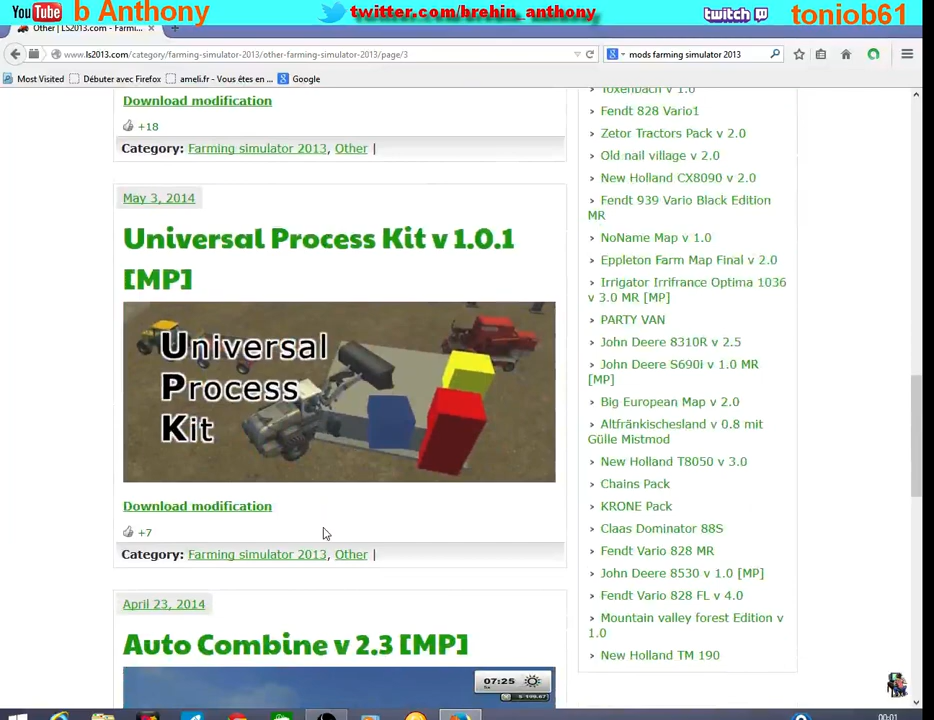 YouTube b Anthony twitter.com/brehin_anthony twitch toniob61
Other | LS2013.com - Farmi...
www.ls2013.com/category/farming-simulator-2013/other-farming-simulator-2013/page/3
mods farming simulator 2013
Most Visited Débuter avec Firefox ameli.fr - Vous êtes en ... Google
Download modification
+18
Category: Farming simulator 2013, Other |
May 3, 2014
Universal Process Kit v 1.0.1
[MP]
Universal
Process
Kit
Download modification
+7
Category: Farming simulator 2013, Other |
April 23, 2014
Auto Combine v 2.3 [MP]
07:25
Toxenbach v 1.0
Fendt 828 Vario1
Zetor Tractors Pack v 2.0
Old nail village v 2.0
New Holland CX8090 v 2.0
Fendt 939 Vario Black Edition
MR
NoName Map v 1.0
Eppleton Farm Map Final v 2.0
Irrigator Irrifrance Optima 1036
v 3.0 MR [MP]
PARTY VAN
John Deere 8310R v 2.5
John Deere S690i v 1.0 MR
[MP]
Big European Map v 2.0
Altfränkischesland v 0.8 mit
Gülle Mistmod
New Holland T8050 v 3.0
Chains Pack
KRONE Pack
Claas Dominator 88S
Fendt Vario 828 MR
John Deere 8530 v 1.0 [MP]
Fendt Vario 828 FL v 4.0
Mountain valley forest Edition v
1.0
New Holland TM 190
00:01